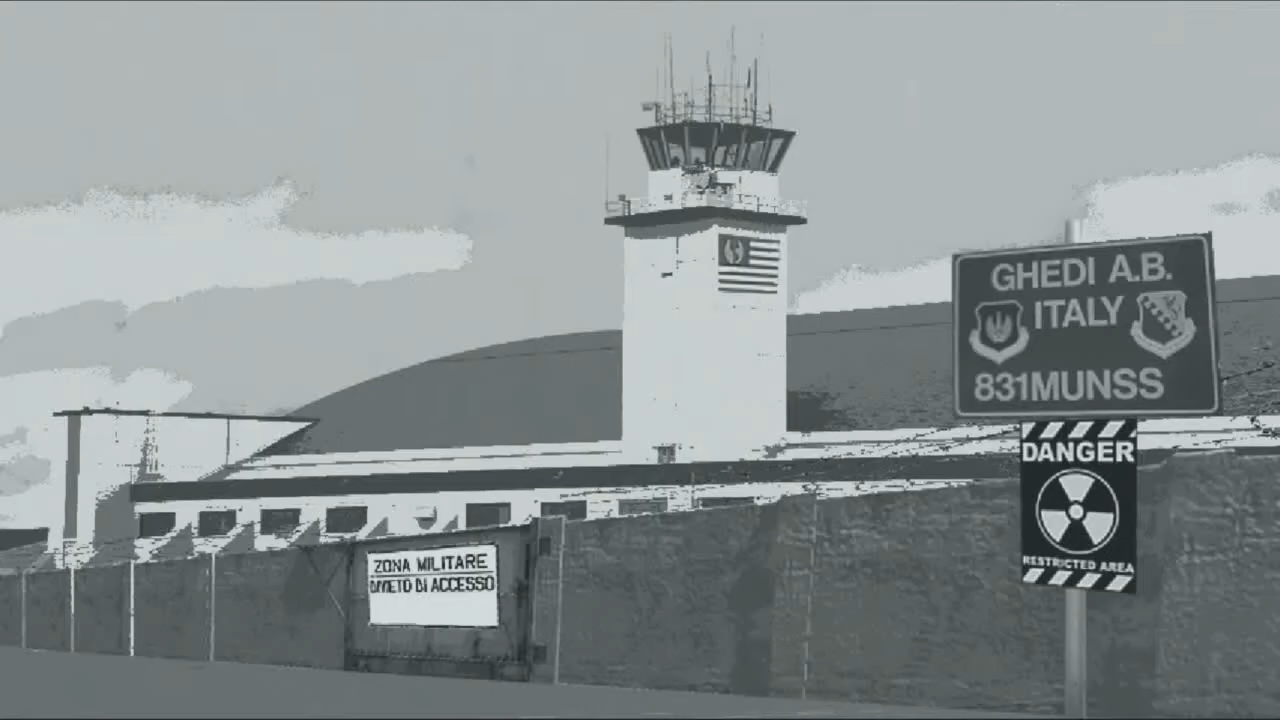 GHEDI A.B.
ITALY
831MUNSS
DANGER
RESTRICTED AREA
ZONA MILITARE
DIVIETO DI ACCESSO